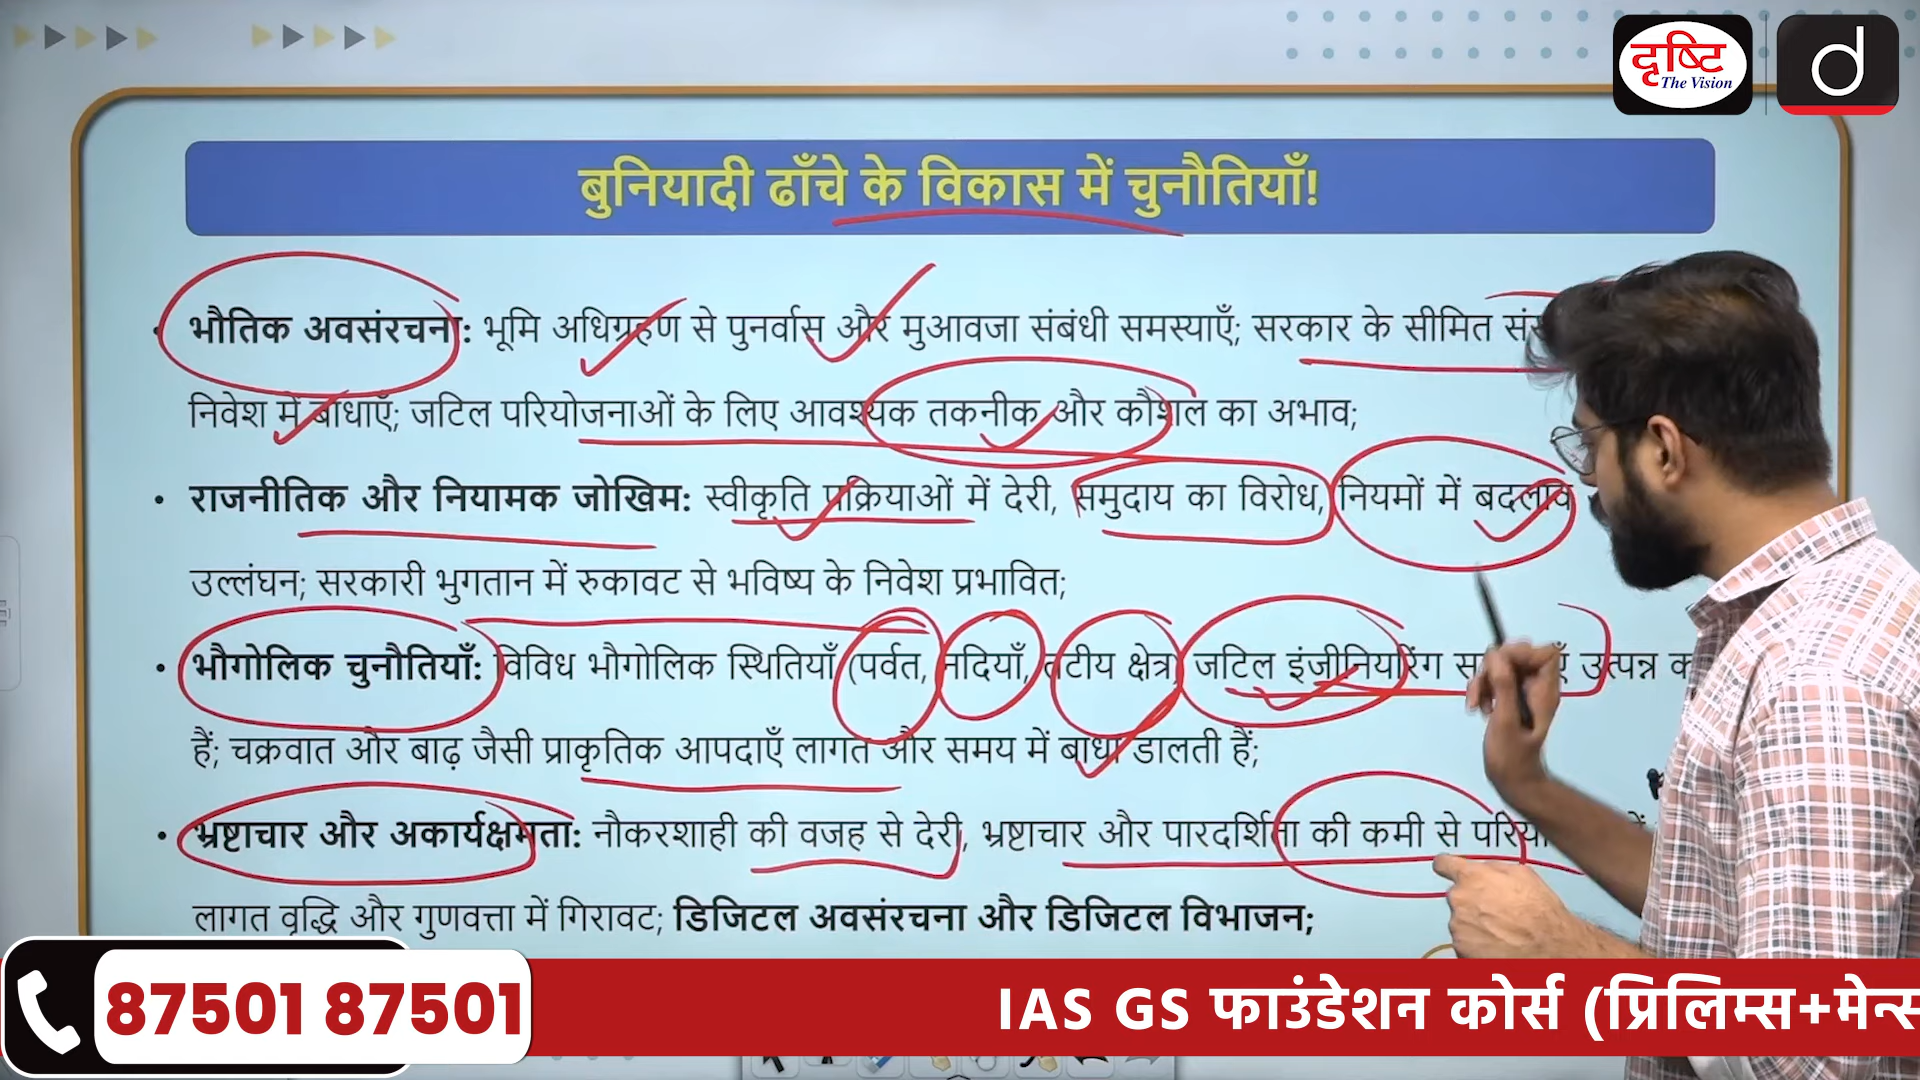 दृष्टि
The Vision
d
बुनियादी ढाँचे के विकास में चुनौतियाँ!
• भौतिक अवसंरचना: भूमि अधिग्रहण से पुनर्वास और मुआवजा संबंधी समस्याएँ; सरकार के सीमित
निवेश में बाधाएँ; जटिल परियोजनाओं के लिए आवश्यक तकनीक और कौशल का अभाव;
• राजनीतिक और नियामक जोखिम: स्वीकृति प्रक्रियाओं में देरी, समुदाय का विरोध, नियमों में बदलाव
उल्लंघन; सरकारी भुगतान में रुकावट से भविष्य के निवेश प्रभावित;
• भौगोलिक चुनौतियाँ: विविध भौगोलिक स्थितियाँ (पर्वत, नदियाँ, तटीय क्षेत्र) जटिल इंजीनियरिंग उत्पन्न
हैं; चक्रवात और बाढ़ जैसी प्राकृतिक आपदाएँ लागत और समय में बाधा डालती हैं;
• भ्रष्टाचार और अकार्यक्षमता: नौकरशाही की वजह से देरी, भ्रष्टाचार और पारदर्शिता की कमी से
लागत वृद्धि और गुणवत्ता में गिरावट; डिजिटल अवसंरचना और डिजिटल विभाजन;
87501 87501
IAS GS फाउंडेशन कोर्स (प्रिलिम्स+मेन्स